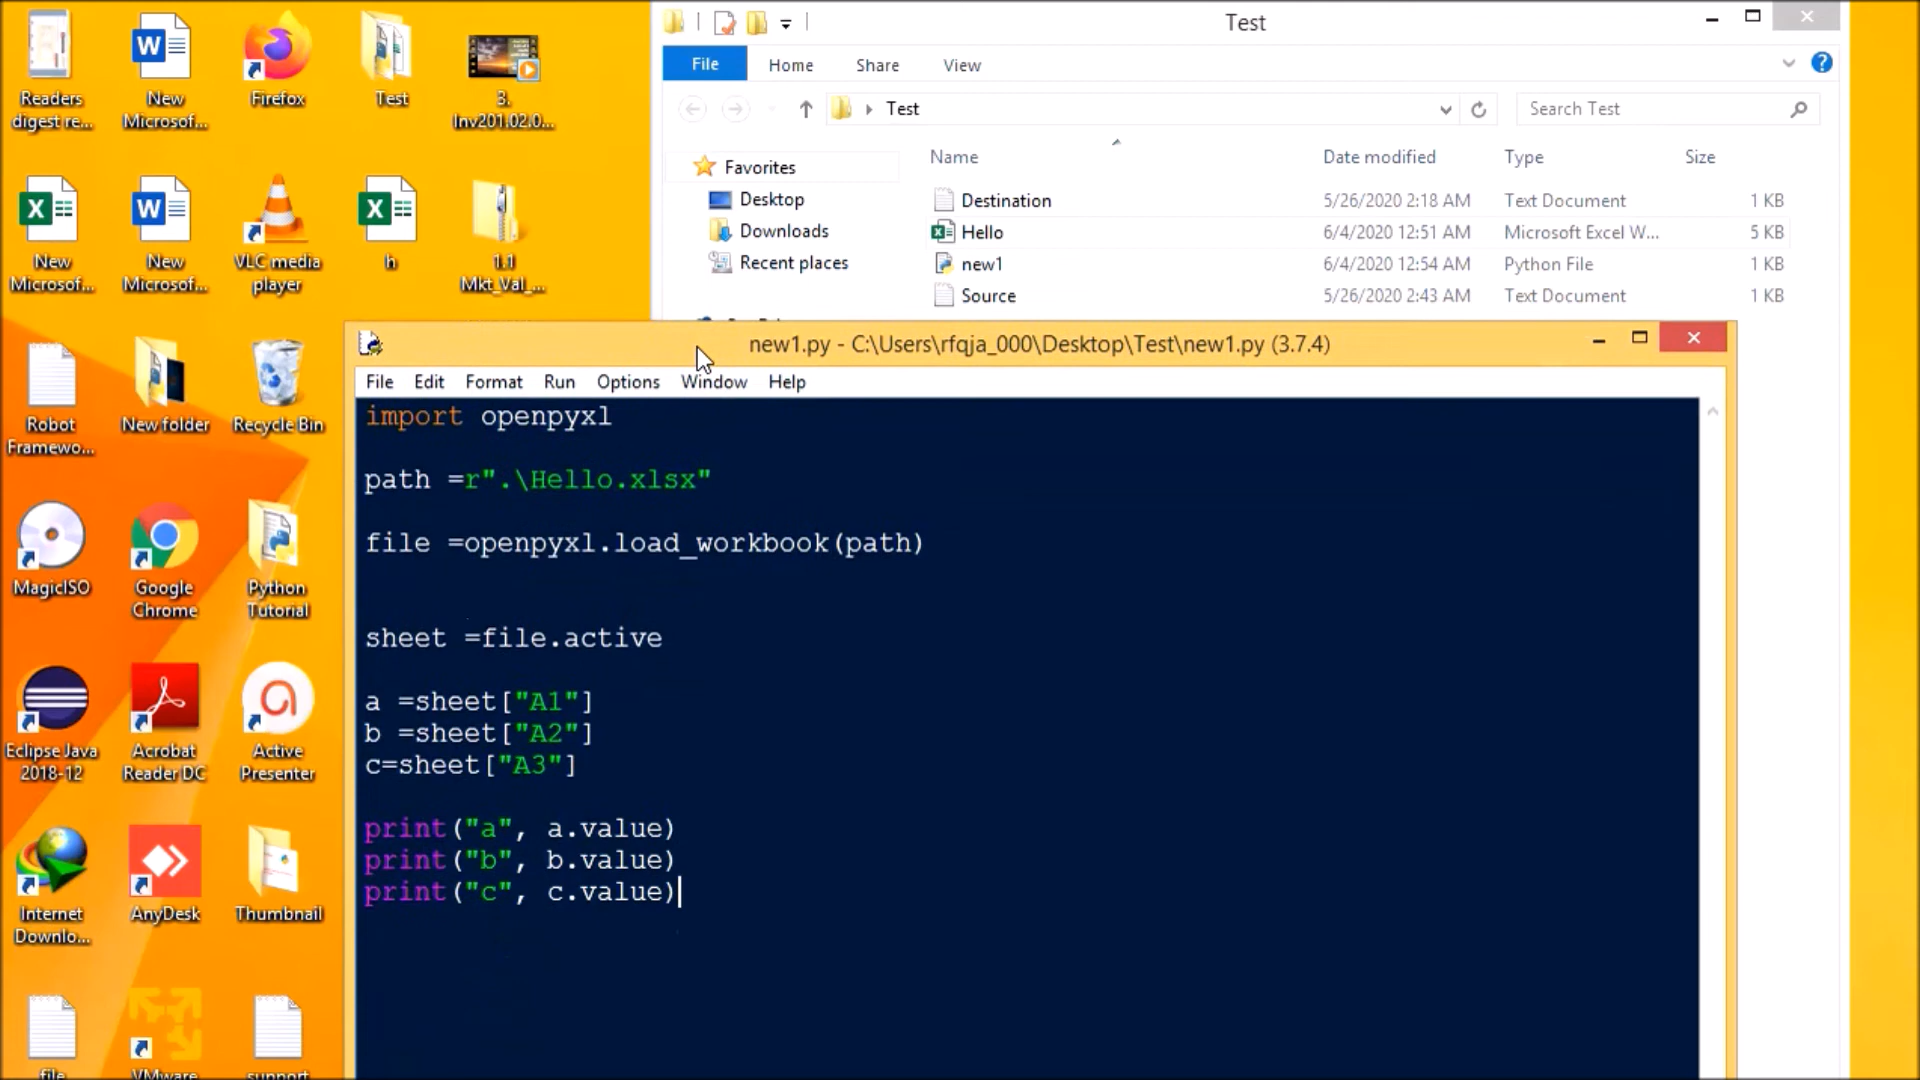 Readers
digest re...
New
Microsof...
Firefox
Test
3.
Inv201.02.0...
New
Microsof...
New
Microsof...
VLC media
player
h
1.1
Mkt_Val_...
Robot
Framewo...
New folder
Recycle Bin
MagicISO
Google
Chrome
Python
Tutorial
Eclipse Java
2018-12
Acrobat
Reader DC
Active
Presenter
Internet
Downlo...
AnyDesk
Thumbnail
file
VMware
support
Test
File Home Share View
Test
Search Test
Favorites
Desktop
Downloads
Recent places
Name Date modified Type Size
Destination 5/26/2020 2:18 AM Text Document 1 KB
Hello 6/4/2020 12:51 AM Microsoft Excel W... 5 KB
new1 6/4/2020 12:54 AM Python File 1 KB
Source 5/26/2020 2:43 AM Text Document 1 KB
new1.py - C:\Users\rfqja_000\Desktop\Test\new1.py (3.7.4)
File Edit Format Run Options Window Help
import openpyxl
path =r".\Hello.xlsx"
file =openpyxl.load_workbook(path)
sheet =file.active
a =sheet["A1"]
b =sheet["A2"]
c=sheet["A3"]
print("a", a.value)
print("b", b.value)
print("c", c.value)